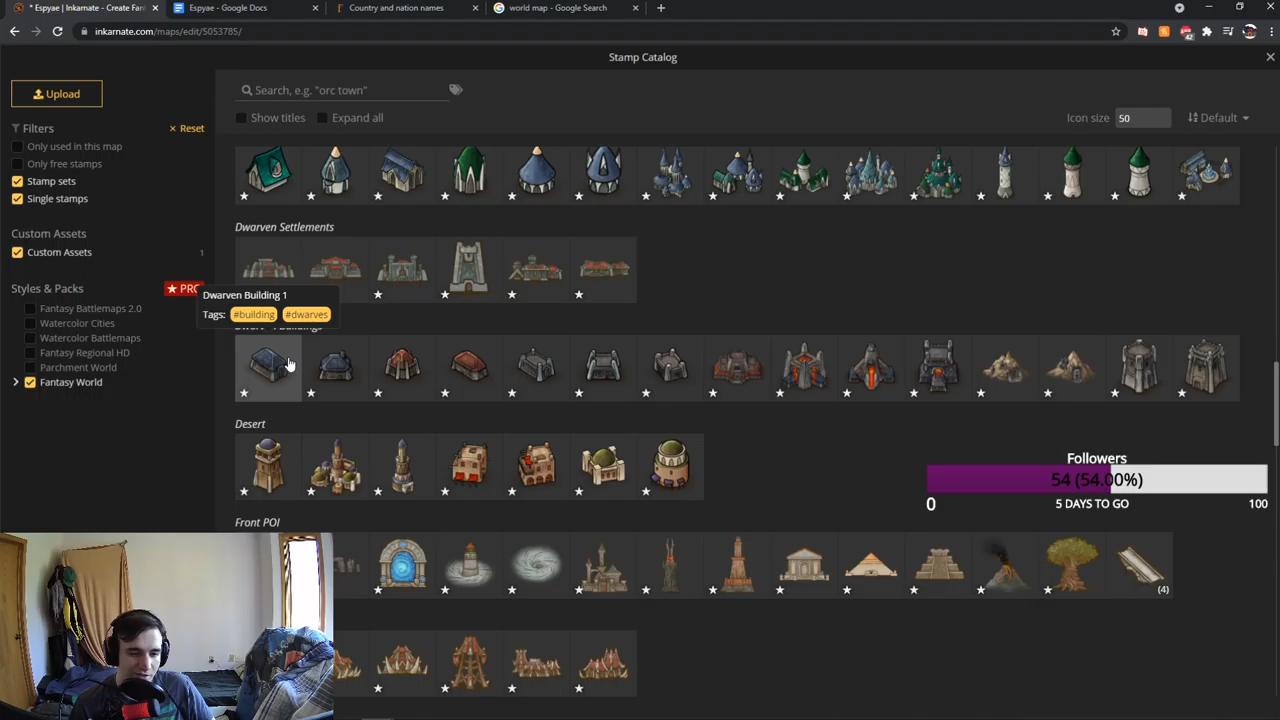 * Espyae | Inkarnate - Create Fan
Espyae - Google Docs
Country and nation names
world map - Google Search
inkarnate.com/maps/edit/5053785/
42
Stamp Catalog
Upload
Search, e.g. "orc town"
Show titles
Expand all
Icon size
50
Default
Filters
Reset
Only used in this map
Only free stamps
Stamp sets
Single stamps
Custom Assets
Custom Assets
1
Styles & Packs
PRO
Fantasy Battlemaps 2.0
Watercolor Cities
Watercolor Battlemaps
Fantasy Regional HD
Parchment World
Fantasy World
Dwarven Settlements
Dwarven Building 1
Tags:
#building
#dwarves
Buildings
Desert
Front POI
(4)
Followers
54 (54.00%)
0
5 DAYS TO GO
100